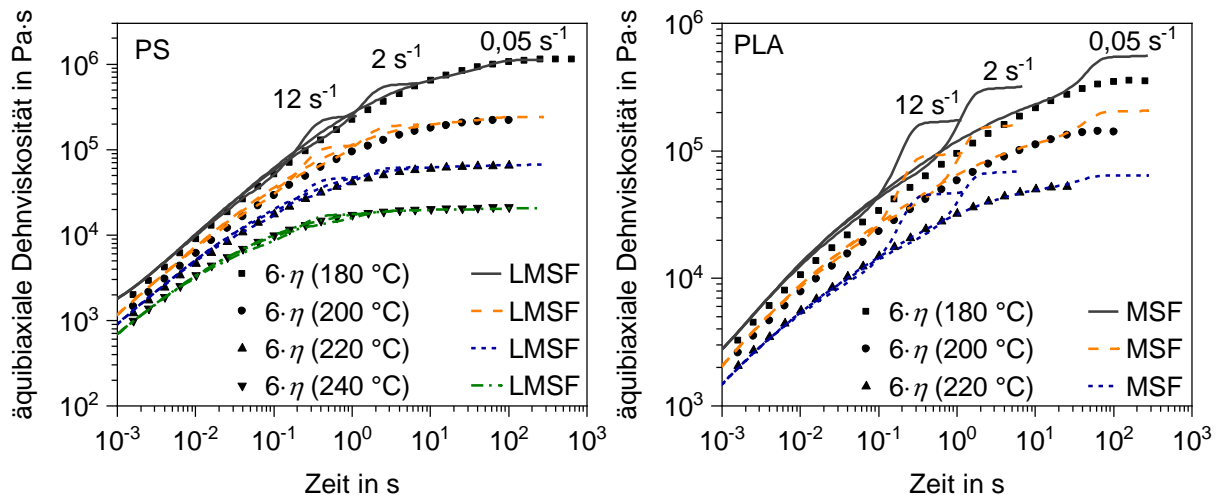 äquibiaxiale Dehnviskosität in Pa·s
PS
12 s⁻¹
2 s⁻¹
0,05 s⁻¹
10⁶
10⁵
10⁴
10³
10²
6·η (180 °C) LMSF
6·η (200 °C) LMSF
6·η (220 °C) LMSF
6·η (240 °C) LMSF
10⁻³ 10⁻² 10⁻¹ 10⁰ 10¹ 10² 10³
Zeit in s
äquibiaxiale Dehnviskosität in Pa·s
PLA
12 s⁻¹
2 s⁻¹
0,05 s⁻¹
10⁶
10⁵
10⁴
10³
6·η (180 °C) MSF
6·η (200 °C) MSF
6·η (220 °C) MSF
10⁻³ 10⁻² 10⁻¹ 10⁰ 10¹ 10² 10³
Zeit in s